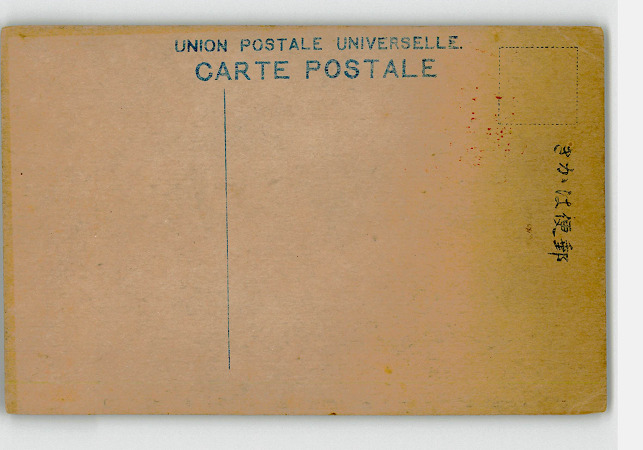 UNION POSTALE UNIVERSELLE.
CARTE POSTALE
郵便はがき